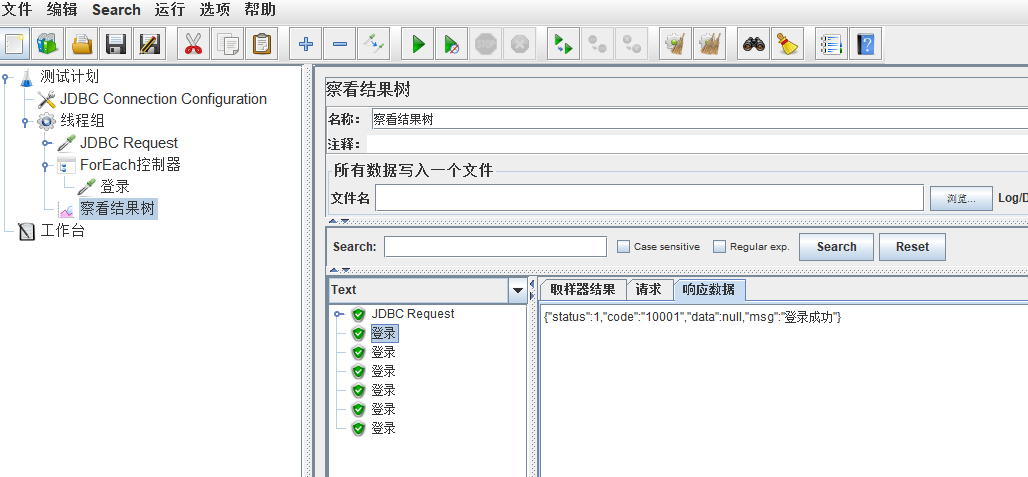 文件 编辑 Search 运行 选项 帮助
测试计划
JDBC Connection Configuration
线程组
JDBC Request
ForEach控制器
登录
察看结果树
工作台
察看结果树
名称： 察看结果树
注释：
所有数据写入一个文件
文件名 浏览... Log/D
Search: Case sensitive Regular exp. Search Reset
Text
JDBC Request
登录
登录
登录
登录
登录
登录
取样器结果 请求 响应数据
{"status":1,"code":"10001","data":null,"msg":"登录成功"}